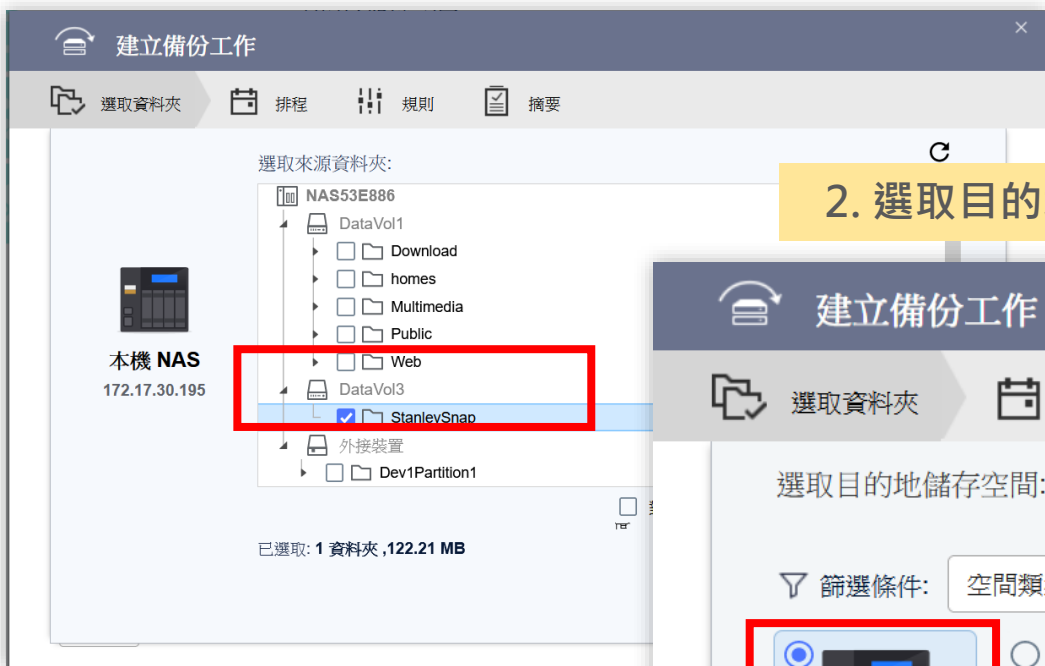 建立備份工作
選取資料夾
排程
規則
摘要
選取來源資料夾:
NAS53E886
DataVol1
Download
homes
Multimedia
Public
Web
DataVol3
StanleySnap
外接裝置
Dev1Partition1
本機 NAS
172.17.30.195
已選取: 1 資料夾 ,122.21 MB
2. 選取目的
建立備份工作
選取資料夾
選取目的地儲存空間:
篩選條件:
空間類